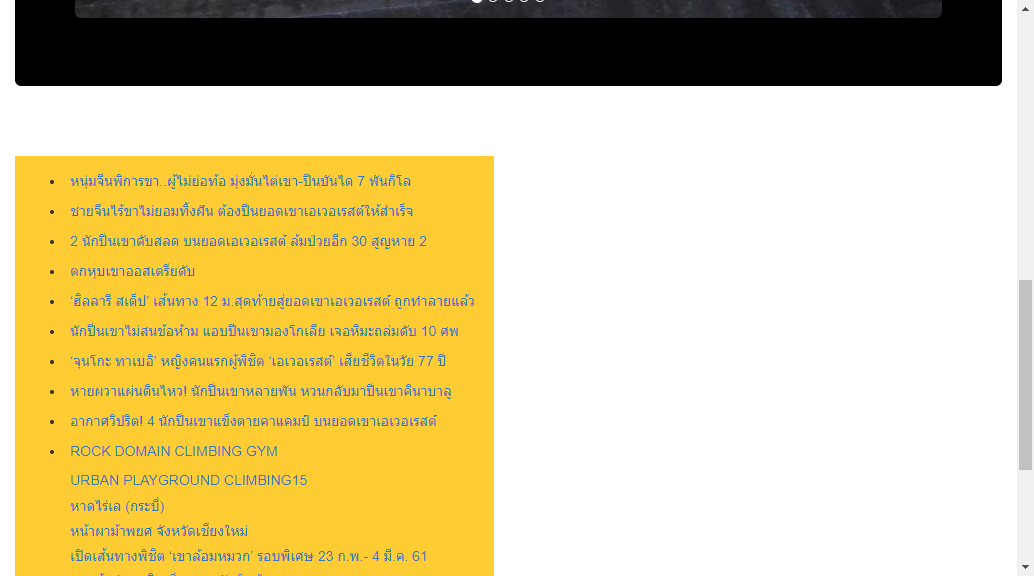 หนุ่มจีนพิการขา..ผู้ไม่ย่อท้อ มุ่งมั่นไต่เขา-ปีนบันได 7 พันกิโล
ชายจีนไร้ขาไม่ยอมทิ้งฝัน ต้องปีนยอดเขาเอเวอเรสต์ให้สำเร็จ
2 นักปีนเขาดับสลด บนยอดเอเวอเรสต์ ล้มป่วยอีก 30 สูญหาย 2
ตกหุบเขาออสเตรียดับ
‘ฮิลลารี สเต็ป’ เส้นทาง 12 ม.สุดท้ายสู่ยอดเขาเอเวอเรสต์ ถูกทำลายแล้ว
นักปีนเขาไม่สนข้อห้าม แอบปีนเขามองโกเลีย เจอหิมะถล่มดับ 10 ศพ
‘จุนโกะ ทาเบอิ’ หญิงคนแรกผู้พิชิต ‘เอเวอเรสต์’ เสียชีวิตในวัย 77 ปี
หายผวาแผ่นดินไหว! นักปีนเขาหลายพัน หวนกลับมาปีนเขาคินาบาลู
อากาศวิปริต! 4 นักปีนเขาแข็งตายคาแคมป์ บนยอดเขาเอเวอเรสต์
ROCK DOMAIN CLIMBING GYM
URBAN PLAYGROUND CLIMBING15
หาดไร่เล (กระบี่)
หน้าผาม้าพยศ จังหวัดเชียงใหม่
เปิดเส้นทางพิชิต ‘เขาล้อมหมวก’ รอบพิเศษ 23 ก.พ.- 4 มี.ค. 61